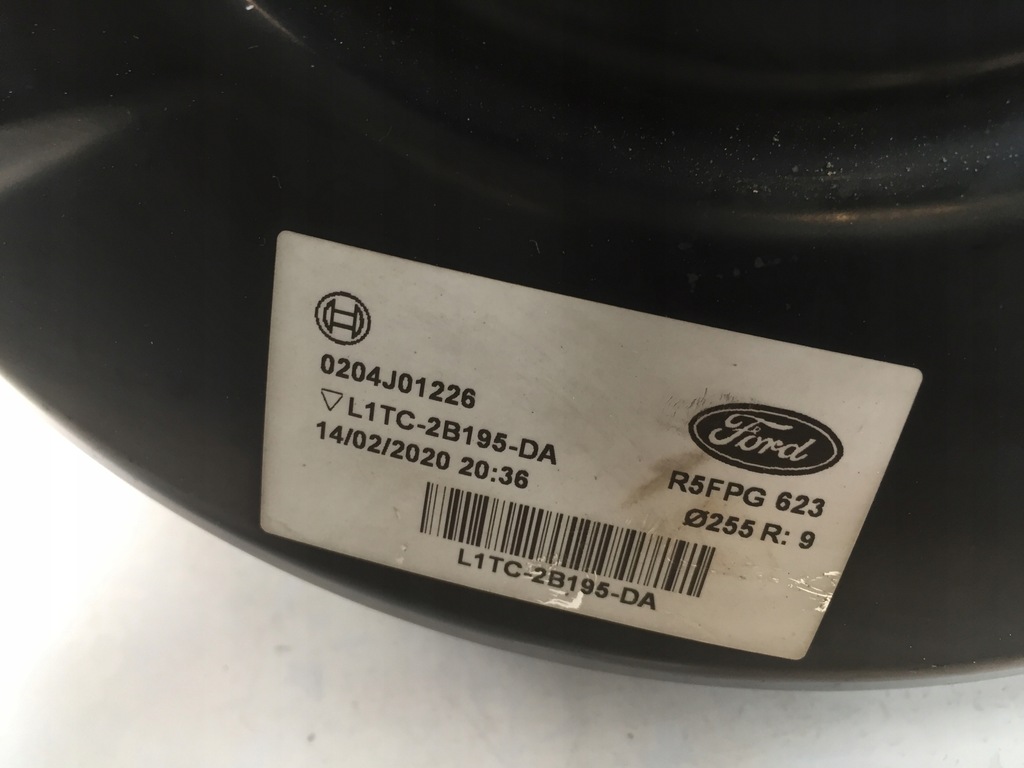 0204J01226
▽L1TC-2B195-DA
14/02/2020 20:36
L1TC-2B195-DA
Ford
R5FPG 623
Ø255 R: 9